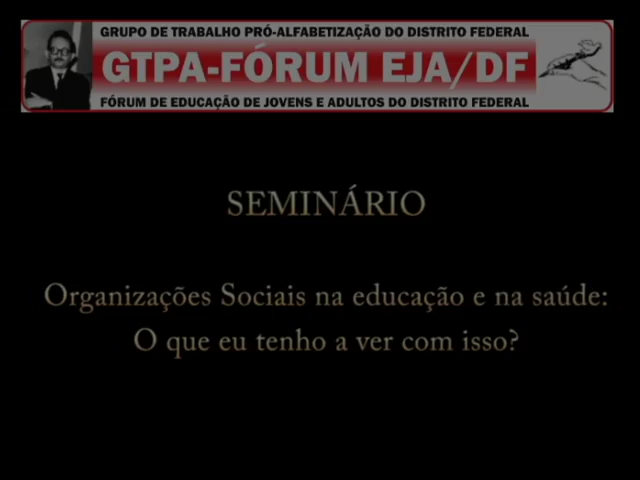 GRUPO DE TRABALHO PRÓ-ALFABETIZAÇÃO DO DISTRITO FEDERAL
GTPA-FÓRUM EJA/DF
FÓRUM DE EDUCAÇÃO DE JOVENS E ADULTOS DO DISTRITO FEDERAL
SEMINÁRIO
Organizações Sociais na educação e na saúde:
O que eu tenho a ver com isso?